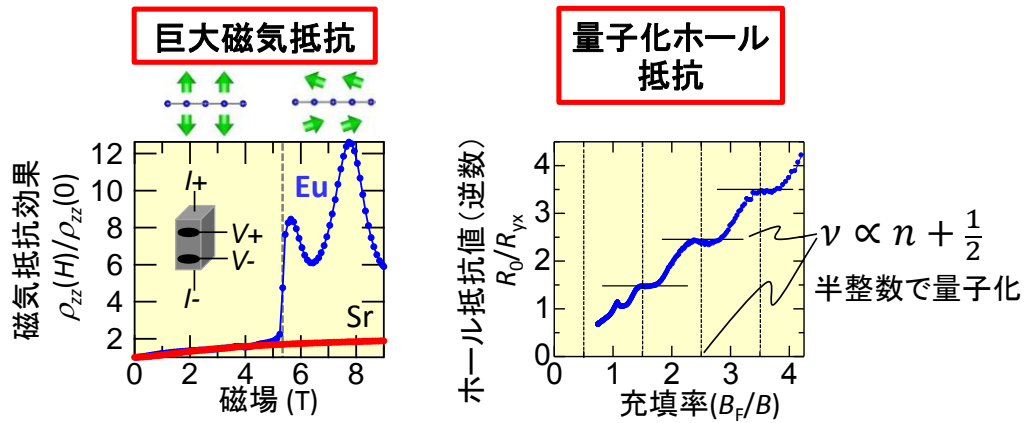 巨大磁気抵抗
磁気抵抗効果
ρzz(H)/ρzz(0)
12
10
8
6
4
2
I+
V+
V-
I-
Eu
Sr
0 2 4 6 8
磁場 (T)
量子化ホール
抵抗
ホール抵抗値（逆数）
R0/Ryx
4
3
2
1
0
0 1 2 3 4
充填率(BF/B)
ν ∝ n + 1/2
半整数で量子化